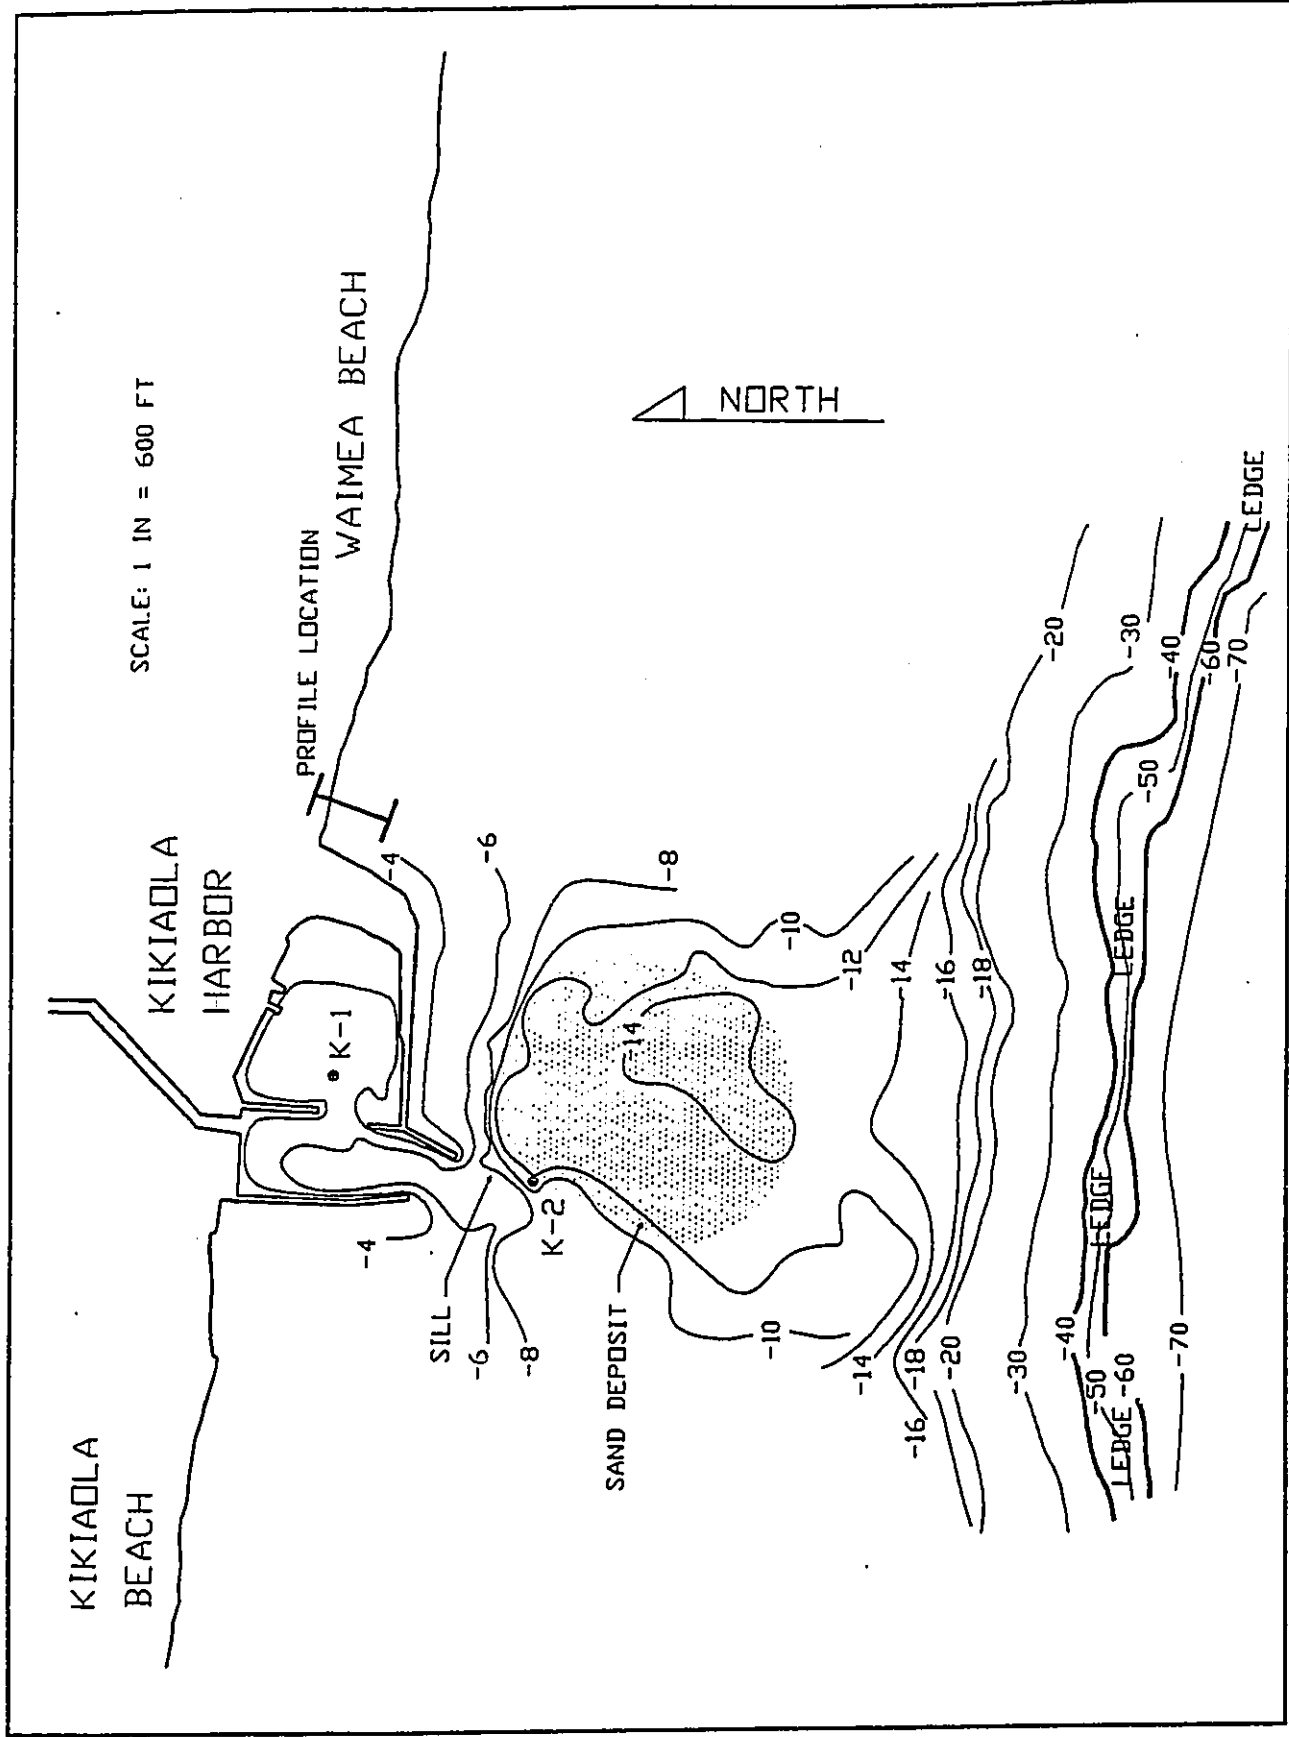 KIKIAOLA
BEACH
KIKIAOLA
HARBOR
SCALE: 1 IN = 600 FT
PROFILE LOCATION
WAIMEA BEACH
K-1
-4
-4
SILL
-6
-6
-8
-8
K-2
SAND DEPOSIT
NORTH
-14
-10
-10
-12
-14
-14
-16
-16
-18
-18
-20
-20
-30
-30
-40
-40
LEDGE
LEDGE
-50
-50
LEDGE
-60
-60
-70
-70
LEDGE